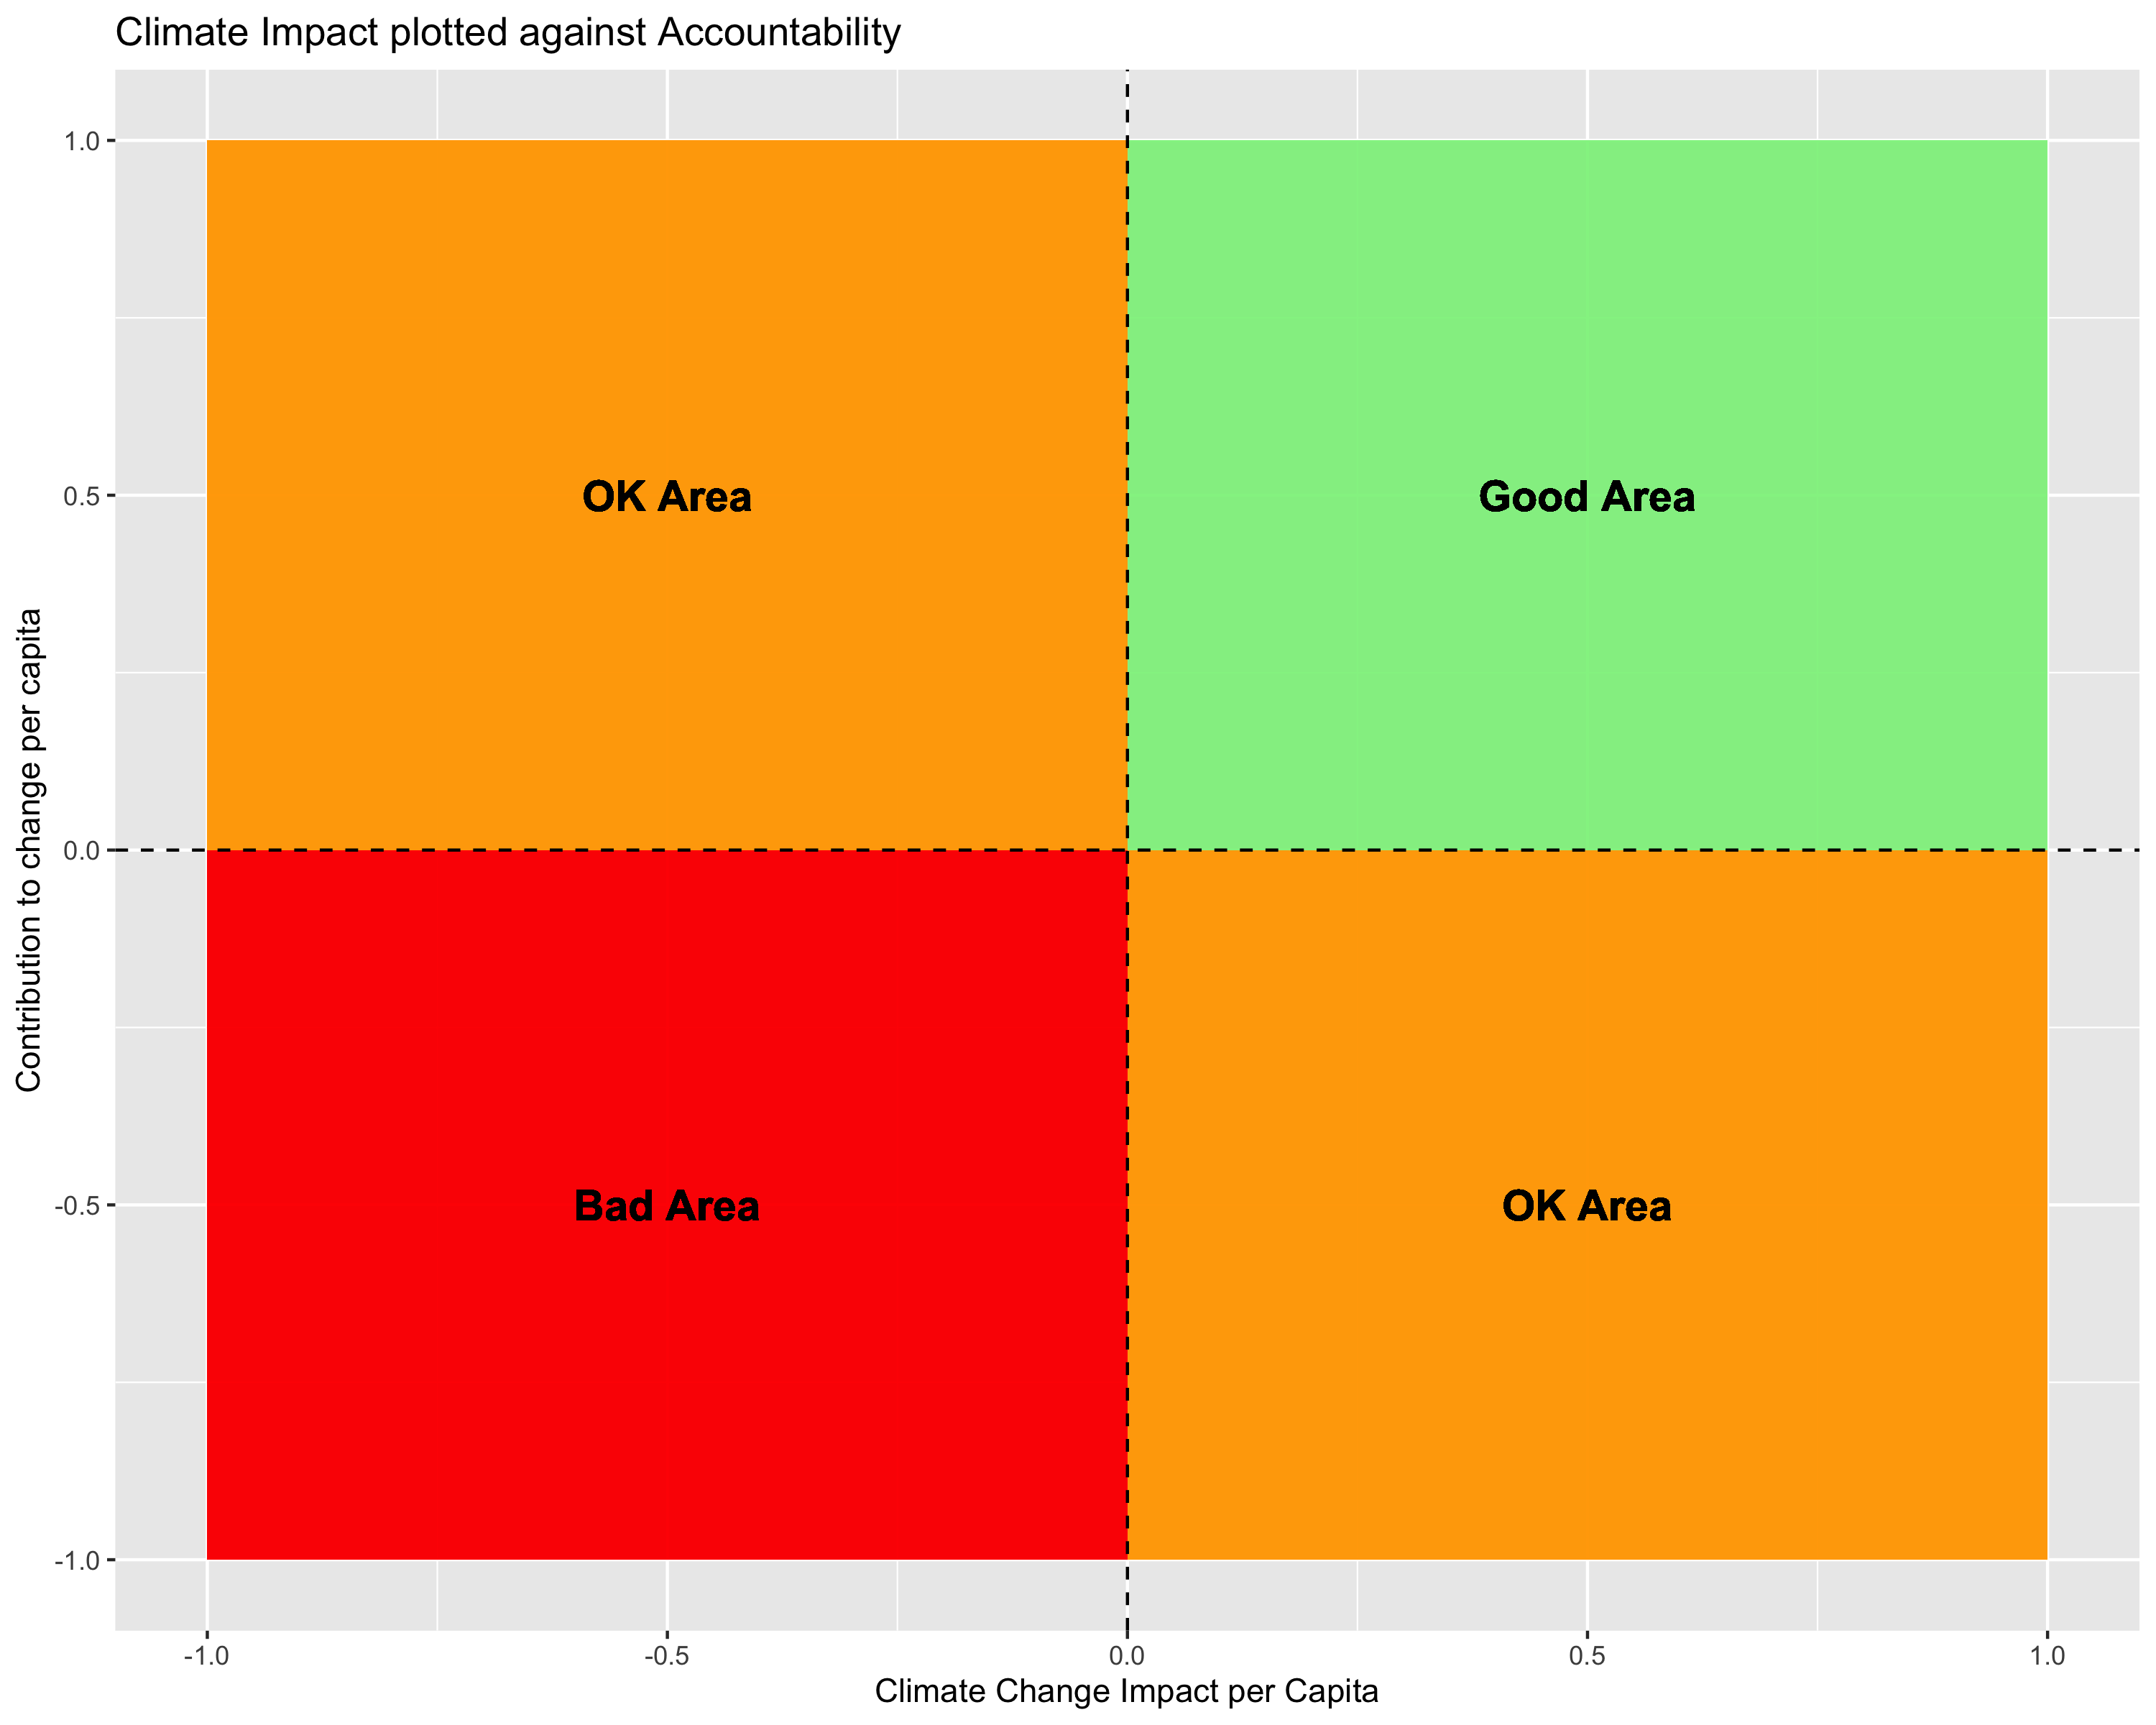 Climate Impact plotted against Accountability
1.0
0.5
0.0
-0.5
-1.0
Contribution to change per capita
OK Area
Good Area
Bad Area
OK Area
-1.0
-0.5
0.0
0.5
1.0
Climate Change Impact per Capita